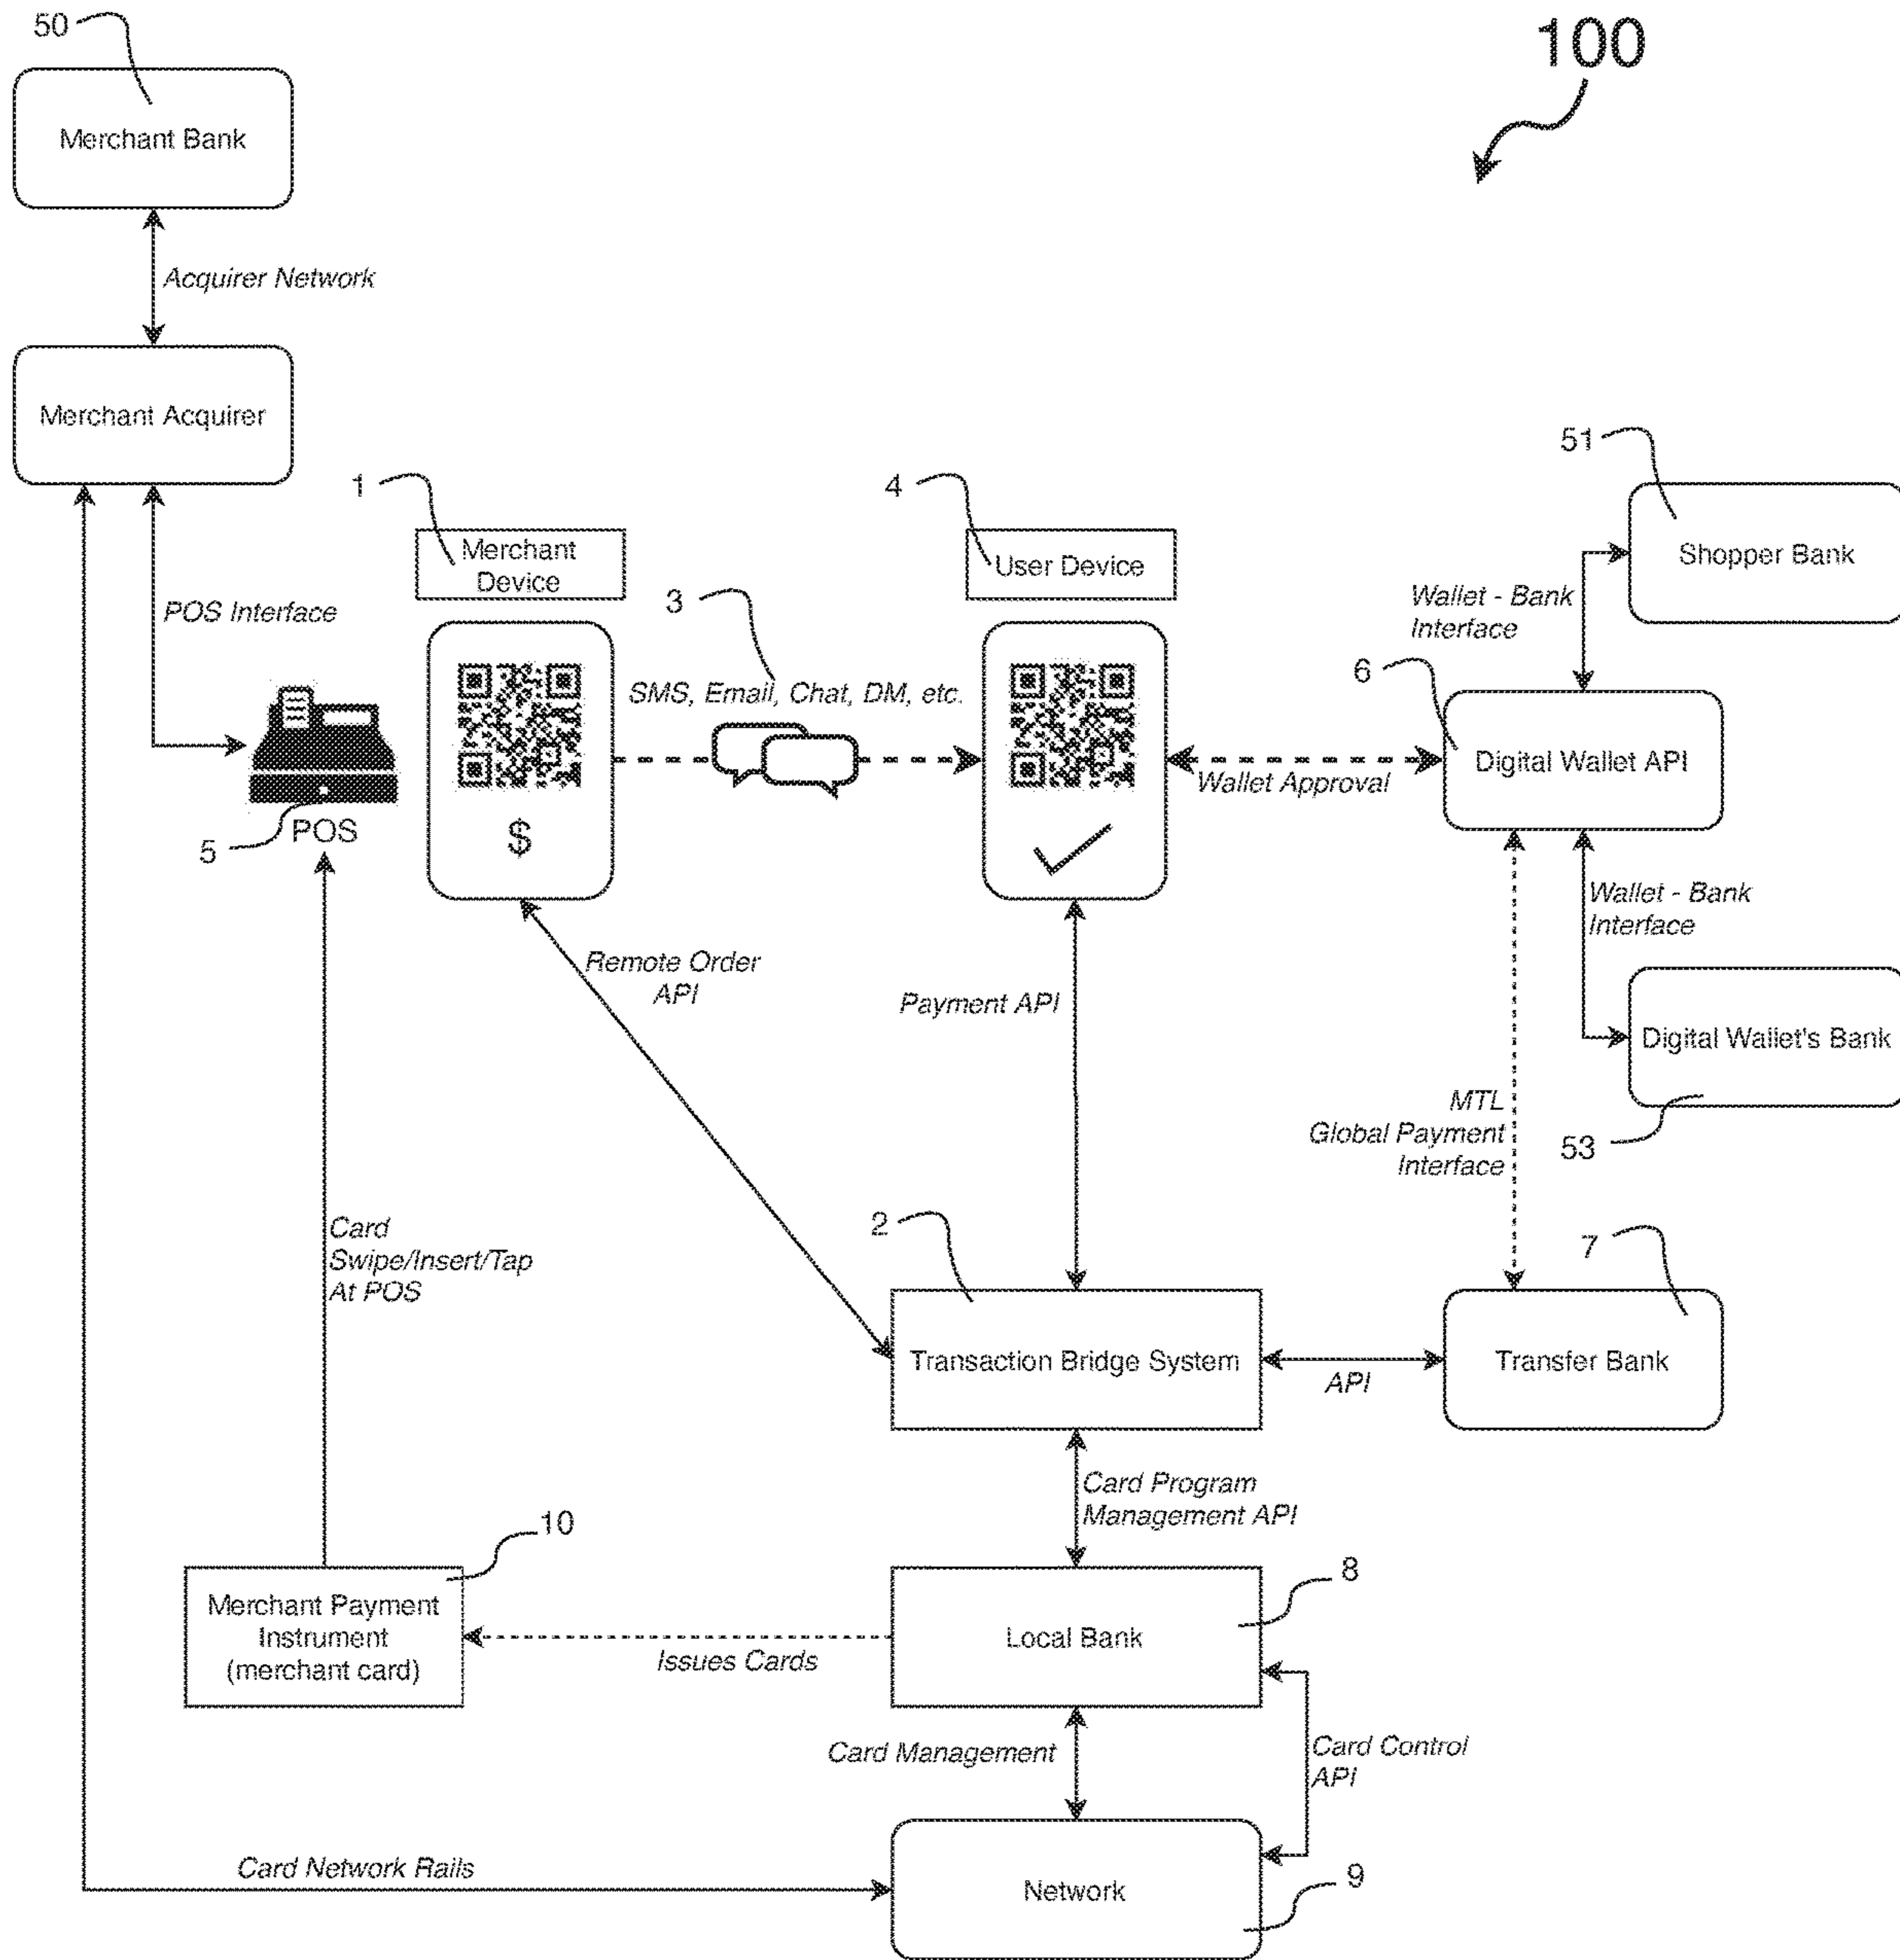 50
100
Merchant Bank
Acquirer Network
Merchant Acquirer
51
1
4
Merchant
Device
User Device
Shopper Bank
POS Interface
3
Wallet - Bank
Interface
6
SMS, Email, Chat, DM, etc.
Digital Wallet API
Wallet Approval
$
POS
5
Wallet - Bank
Interface
Remote Order
API
Payment API
Digital Wallet's Bank
MTL
Global Payment
Interface
53
2
7
Card
Swipe/Insert/Tap
At POS
Transaction Bridge System
API
Transfer Bank
Card Program
Management API
10
8
Merchant Payment
Instrument
(merchant card)
Issues Cards
Local Bank
Card Management
Card Control
API
Card Network Rails
Network
9